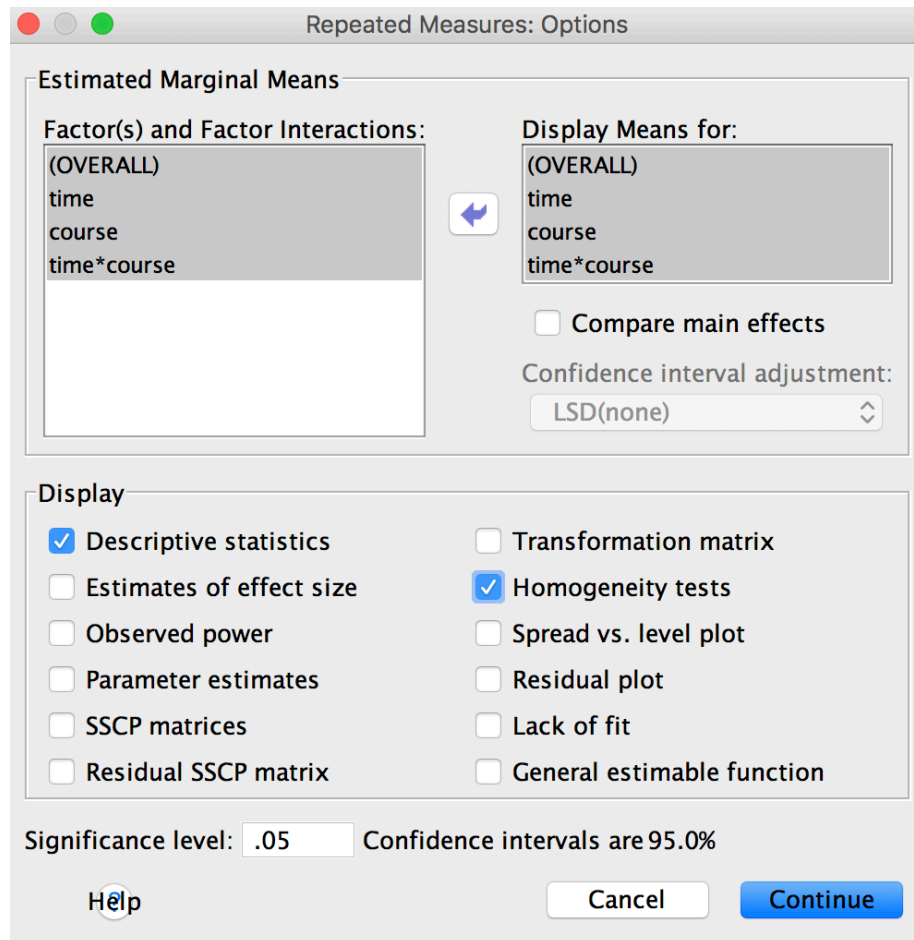 Repeated Measures: Options
Estimated Marginal Means
Factor(s) and Factor Interactions:
(OVERALL)
time
course
time*course
Display Means for:
(OVERALL)
time
course
time*course
Compare main effects
Confidence interval adjustment:
LSD(none)
Display
Descriptive statistics
Estimates of effect size
Observed power
Parameter estimates
SSCP matrices
Residual SSCP matrix
Transformation matrix
Homogeneity tests
Spread vs. level plot
Residual plot
Lack of fit
General estimable function
Significance level: .05 Confidence intervals are 95.0%
Help
Cancel
Continue